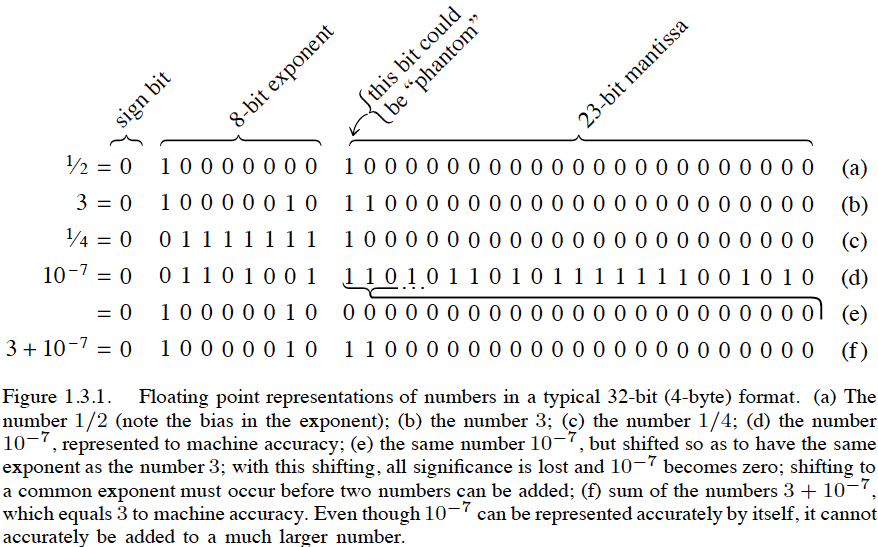 sign bit
8-bit exponent
this bit could
be “phantom”
23-bit mantissa
½ = 0 1 0 0 0 0 0 0 0 1 0 0 0 0 0 0 0 0 0 0 0 0 0 0 0 0 0 0 0 0 0 0 (a)
3 = 0 1 0 0 0 0 0 1 0 1 1 0 0 0 0 0 0 0 0 0 0 0 0 0 0 0 0 0 0 0 0 0 (b)
¼ = 0 0 1 1 1 1 1 1 1 1 0 0 0 0 0 0 0 0 0 0 0 0 0 0 0 0 0 0 0 0 0 0 (c)
10⁻⁷ = 0 0 1 1 0 1 0 0 1 1 1 0 1 0 1 1 0 1 0 1 1 1 1 1 1 1 0 0 1 0 1 0 (d)
= 0 1 0 0 0 0 0 1 0 0 0 0 0 0 0 0 0 0 0 0 0 0 0 0 0 0 0 0 0 0 0 0 (e)
3 + 10⁻⁷ = 0 1 0 0 0 0 0 1 0 1 1 0 0 0 0 0 0 0 0 0 0 0 0 0 0 0 0 0 0 0 0 0 (f)
Figure 1.3.1. Floating point representations of numbers in a typical 32-bit (4-byte) format. (a) The
number 1/2 (note the bias in the exponent); (b) the number 3; (c) the number 1/4; (d) the number
10⁻⁷, represented to machine accuracy; (e) the same number 10⁻⁷, but shifted so as to have the same
exponent as the number 3; with this shifting, all significance is lost and 10⁻⁷ becomes zero; shifting to
a common exponent must occur before two numbers can be added; (f) sum of the numbers 3 + 10⁻⁷,
which equals 3 to machine accuracy. Even though 10⁻⁷ can be represented accurately by itself, it cannot
accurately be added to a much larger number.